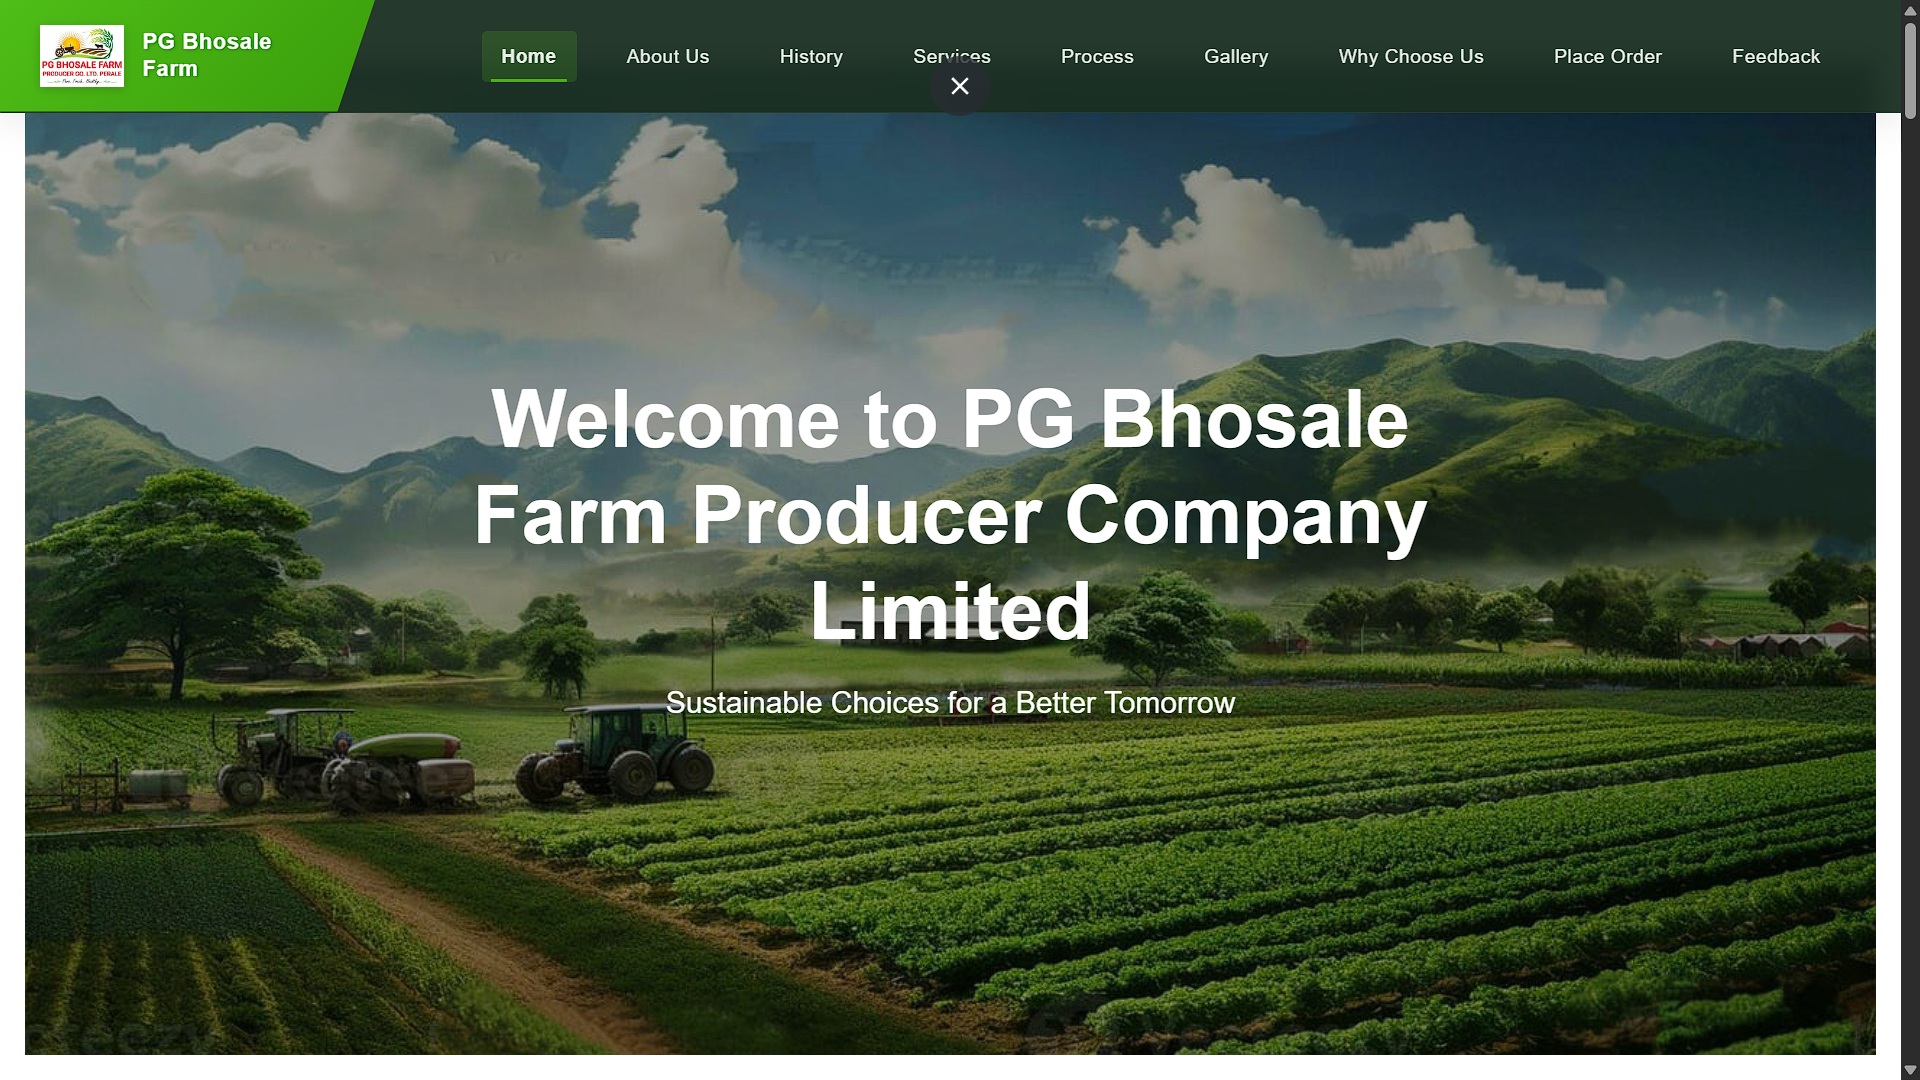 PG BHOSALE FARM
PRODUCER CO. LTD. PERALE
PG Bhosale
Farm
Home
About Us
History
Services
Process
Gallery
Why Choose Us
Place Order
Feedback
Welcome to PG Bhosale
Farm Producer Company
Limited
Sustainable Choices for a Better Tomorrow